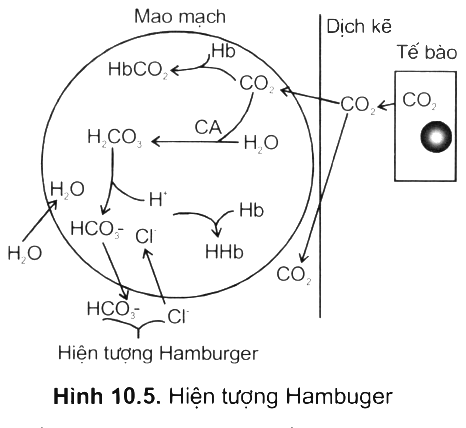 Mao mạch
Dịch kẽ
Tế bào
Hb
HbCO₂
CO₂
CO₂
CO₂
H₂CO₃
CA
H₂O
H₂O
H⁺
Hb
HCO₃-
Cl⁻
HHb
H₂O
CO₂
HCO₃-
Cl⁻
Hiện tượng Hamburger
Hình 10.5. Hiện tượng Hambuger